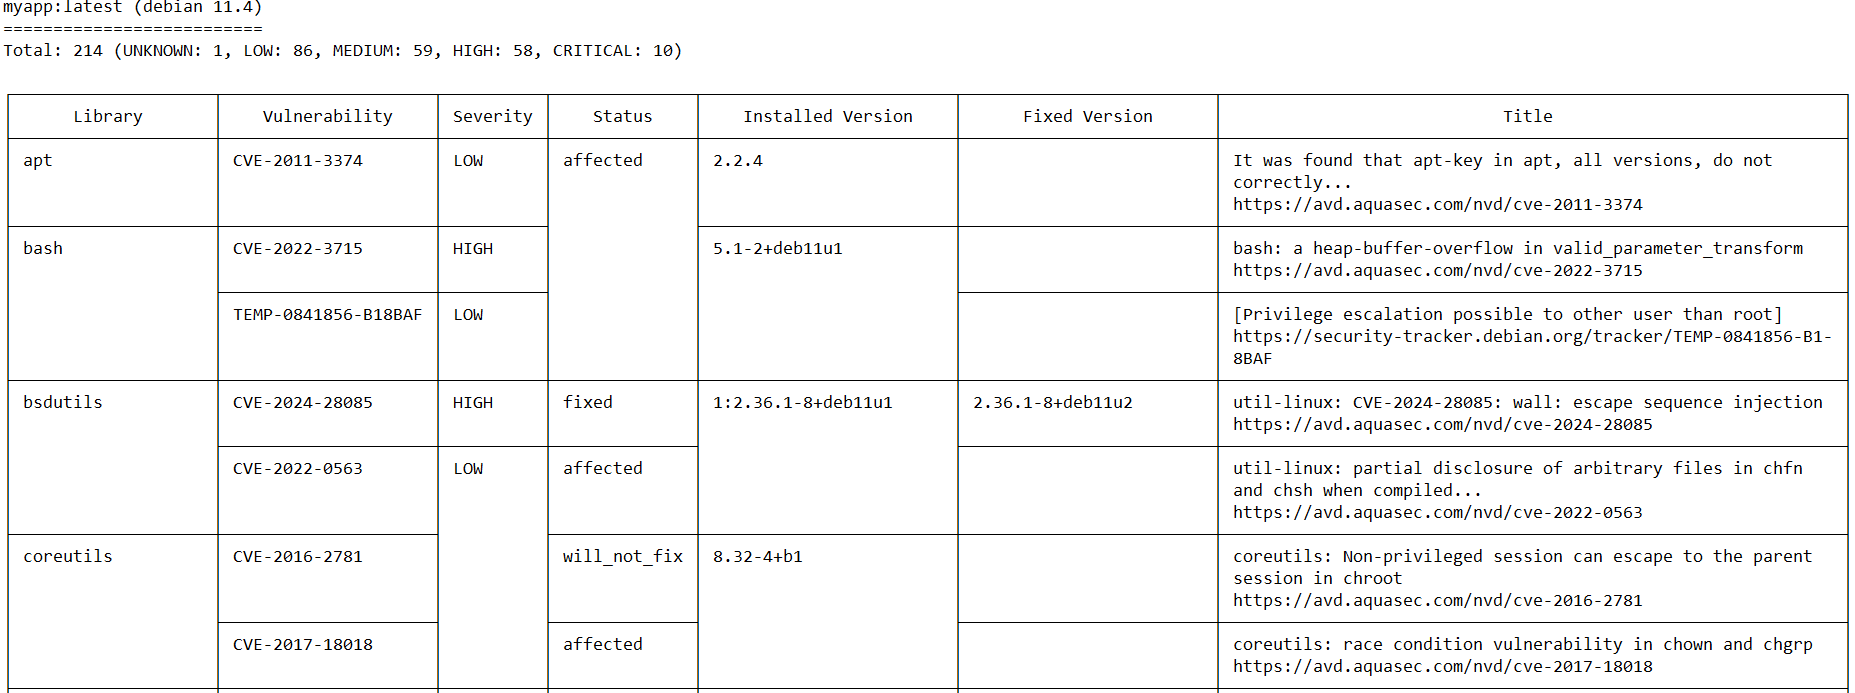 myapp:latest (debian 11.4)
==========================
Total: 214 (UNKNOWN: 1, LOW: 86, MEDIUM: 59, HIGH: 58, CRITICAL: 10)
Library Vulnerability Severity Status Installed Version Fixed Version Title
apt CVE-2011-3374 LOW affected 2.2.4 It was found that apt-key in apt, all versions, do not
correctly...
https://avd.aquasec.com/nvd/cve-2011-3374
bash CVE-2022-3715 HIGH 5.1-2+deb11u1 bash: a heap-buffer-overflow in valid_parameter_transform
https://avd.aquasec.com/nvd/cve-2022-3715
TEMP-0841856-B18BAF LOW [Privilege escalation possible to other user than root]
https://security-tracker.debian.org/tracker/TEMP-0841856-B1-
8BAF
bsdutils CVE-2024-28085 HIGH fixed 1:2.36.1-8+deb11u1 2.36.1-8+deb11u2 util-linux: CVE-2024-28085: wall: escape sequence injection
https://avd.aquasec.com/nvd/cve-2024-28085
CVE-2022-0563 LOW affected util-linux: partial disclosure of arbitrary files in chfn
and chsh when compiled...
https://avd.aquasec.com/nvd/cve-2022-0563
coreutils CVE-2016-2781 will_not_fix 8.32-4+b1 coreutils: Non-privileged session can escape to the parent
session in chroot
https://avd.aquasec.com/nvd/cve-2016-2781
CVE-2017-18018 affected coreutils: race condition vulnerability in chown and chgrp
https://avd.aquasec.com/nvd/cve-2017-18018